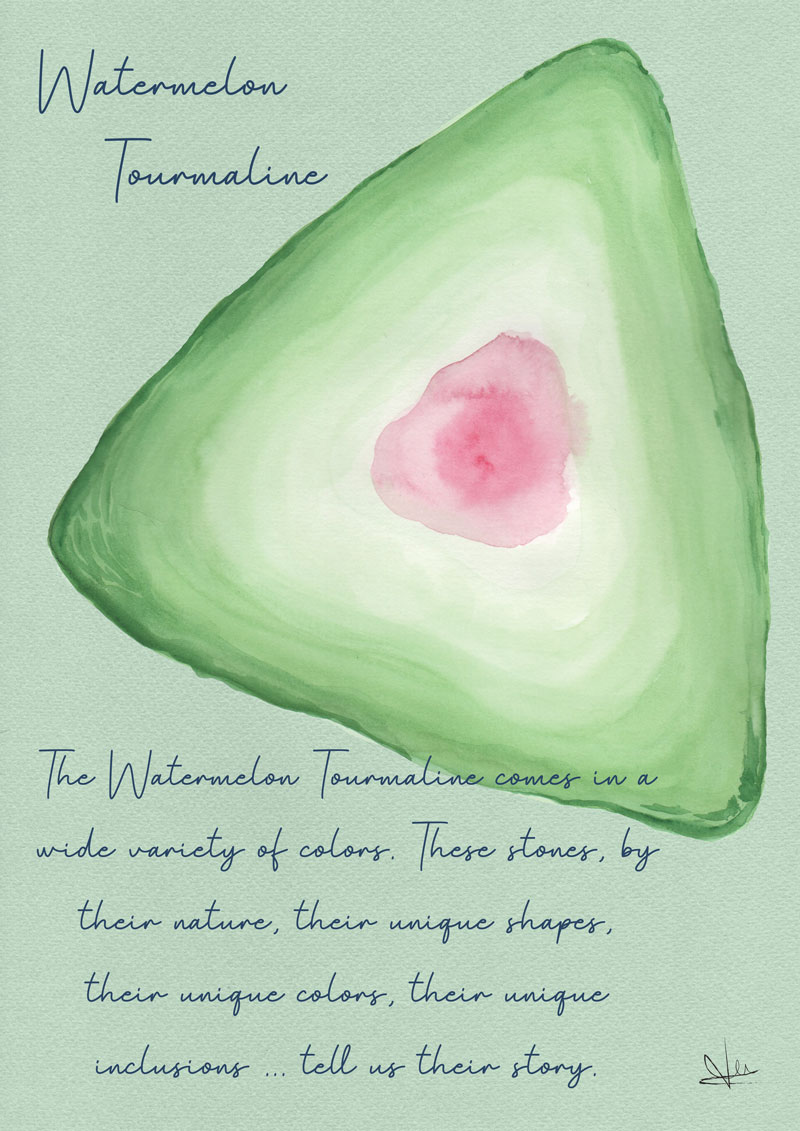 Watermelon
Tourmaline
The Watermelon Tourmaline comes in a
wide variety of colors. These stones, by
their nature, their unique shapes,
their unique colors, their unique
inclusions ... tell us their story.